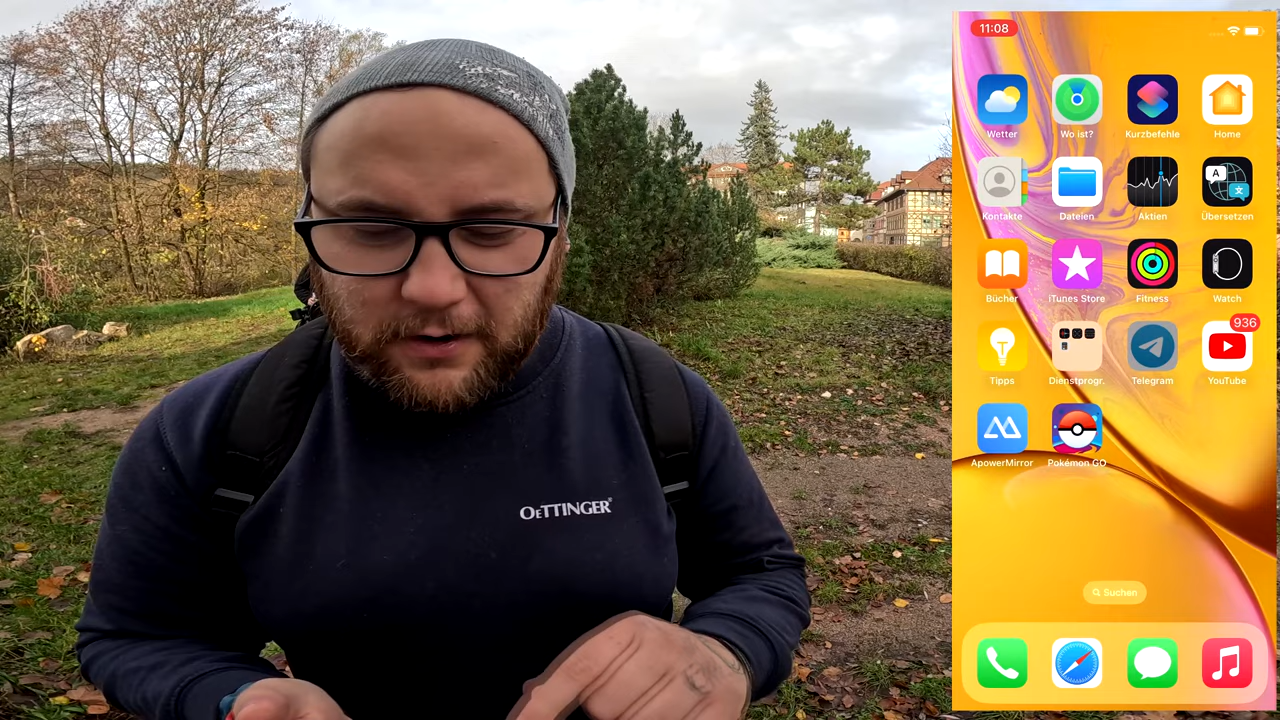 11:08
Wetter
Wo ist?
Kurzbefehle
Home
Kontakte
Dateien
Aktien
Übersetzen
Bücher
iTunes Store
Fitness
Watch
936
Tipps
Dienstprogr.
Telegram
YouTube
ApowerMirror
Pokémon GO
Suchen
OeTTINGER
A
文